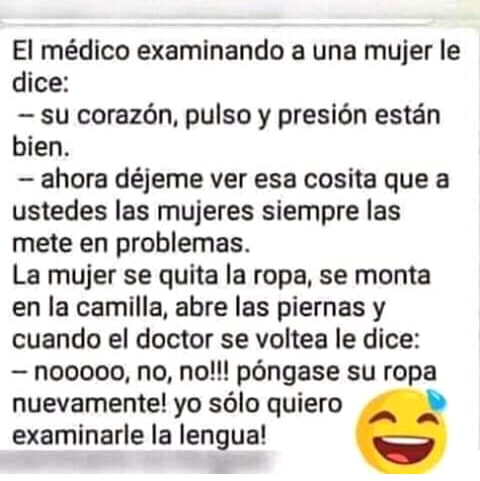 El médico examinando a una mujer le
dice:
– su corazón, pulso y presión están
bien.
– ahora déjeme ver esa cosita que a
ustedes las mujeres siempre las
mete en problemas.
La mujer se quita la ropa, se monta
en la camilla, abre las piernas y
cuando el doctor se voltea le dice:
– nooooo, no, no!!! póngase su ropa
nuevamente! yo sólo quiero
examinarle la lengua!